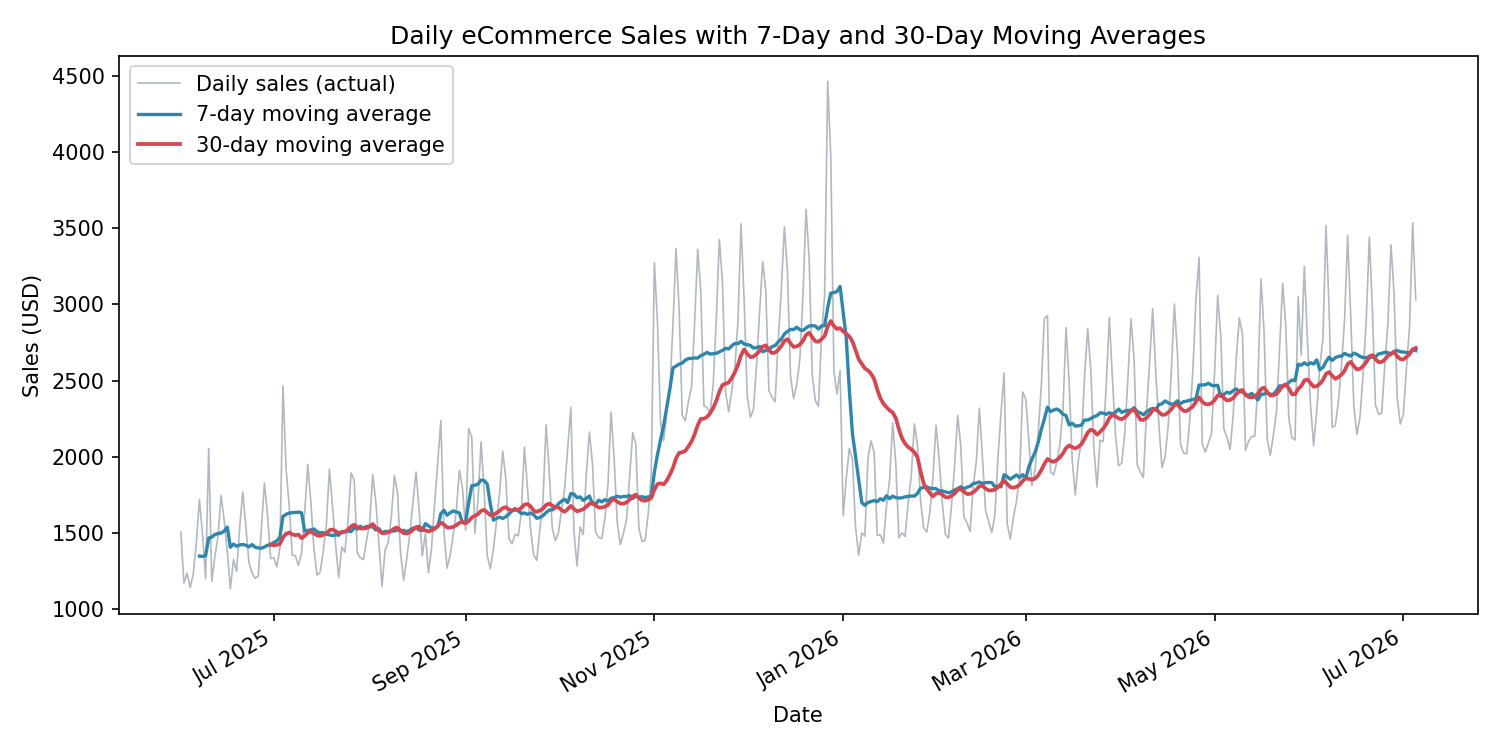 Daily eCommerce Sales with 7-Day and 30-Day Moving Averages
Daily sales (actual)
7-day moving average
30-day moving average
Sales (USD)
4500
4000
3500
3000
2500
2000
1500
1000
Jul 2025
Sep 2025
Nov 2025
Jan 2026
Mar 2026
May 2026
Jul 2026
Date